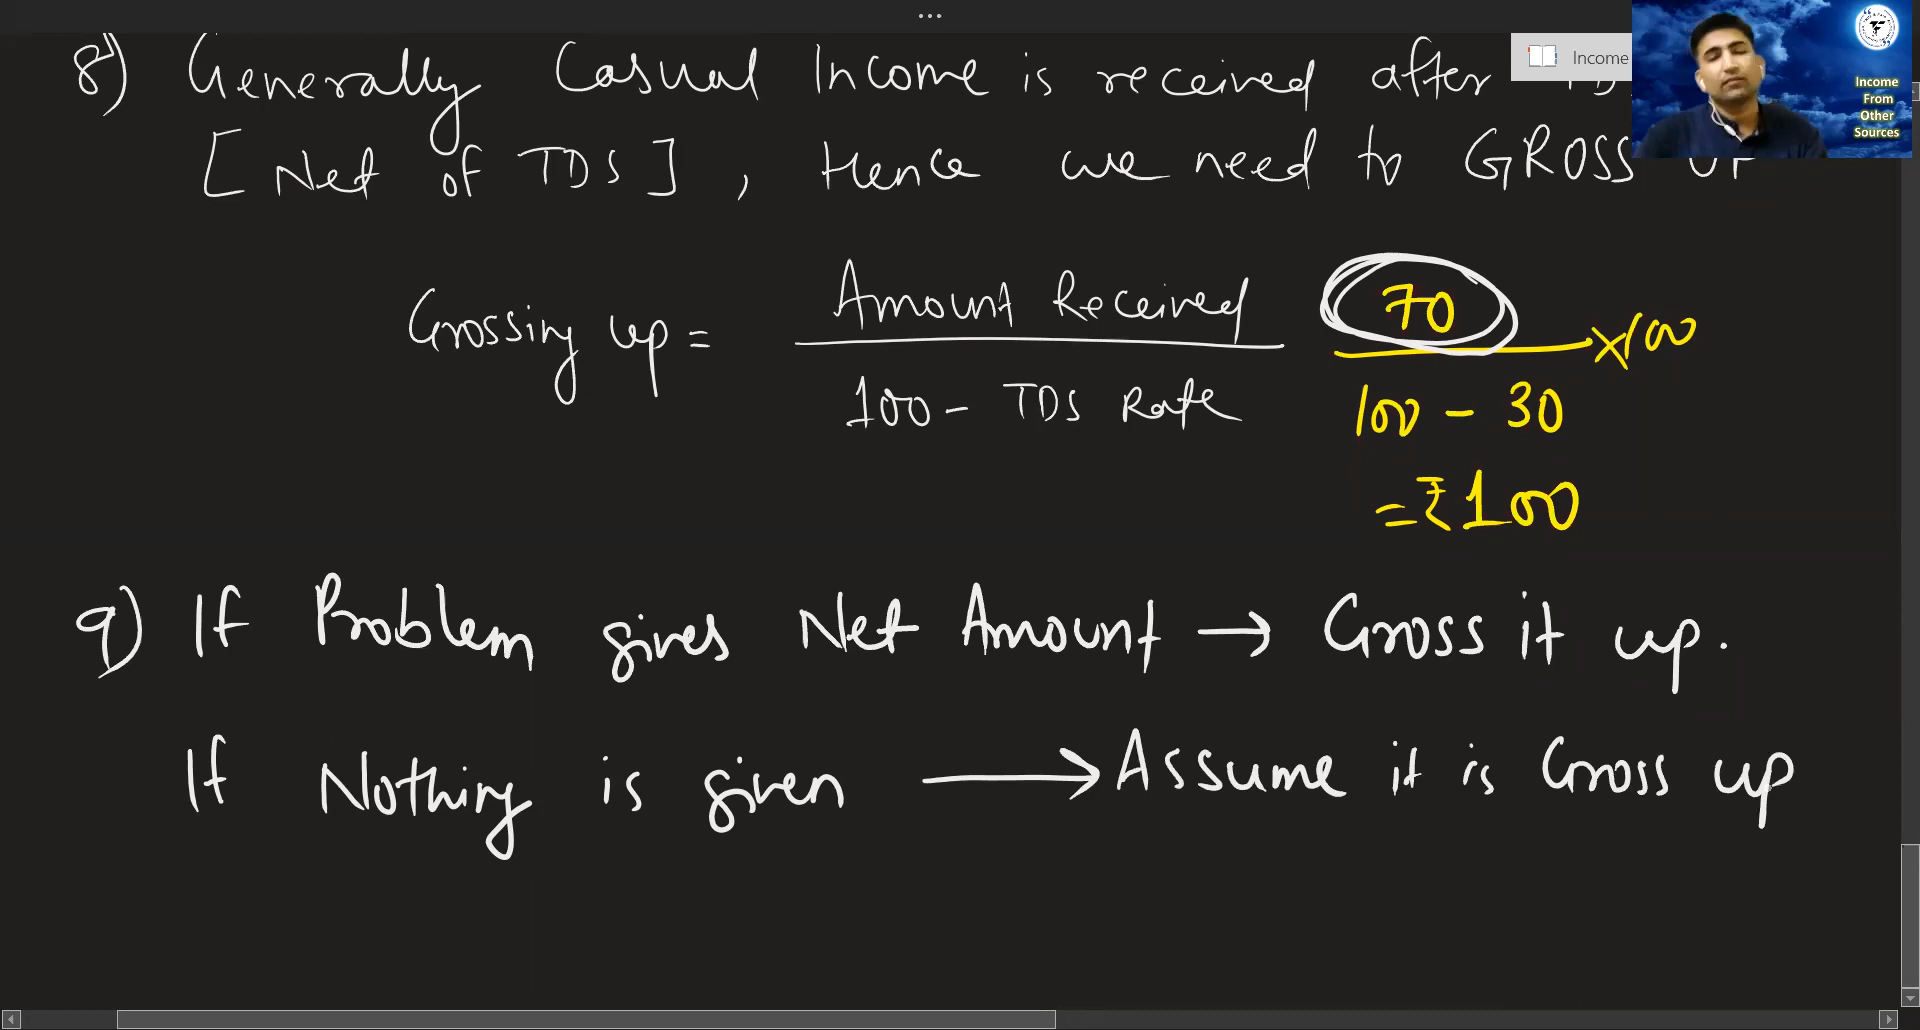 8) Generally Casual Income is received after
Income
Income
From
Other
Sources
[Net of TDS], Hence we need to GROSS UP
Grossing up = Amount Received
100 - TDS Rate
70
100 - 30
×100
= ₹100
9) If Problem gives Net Amount → Gross it up.
If Nothing is given → Assume it is Gross up